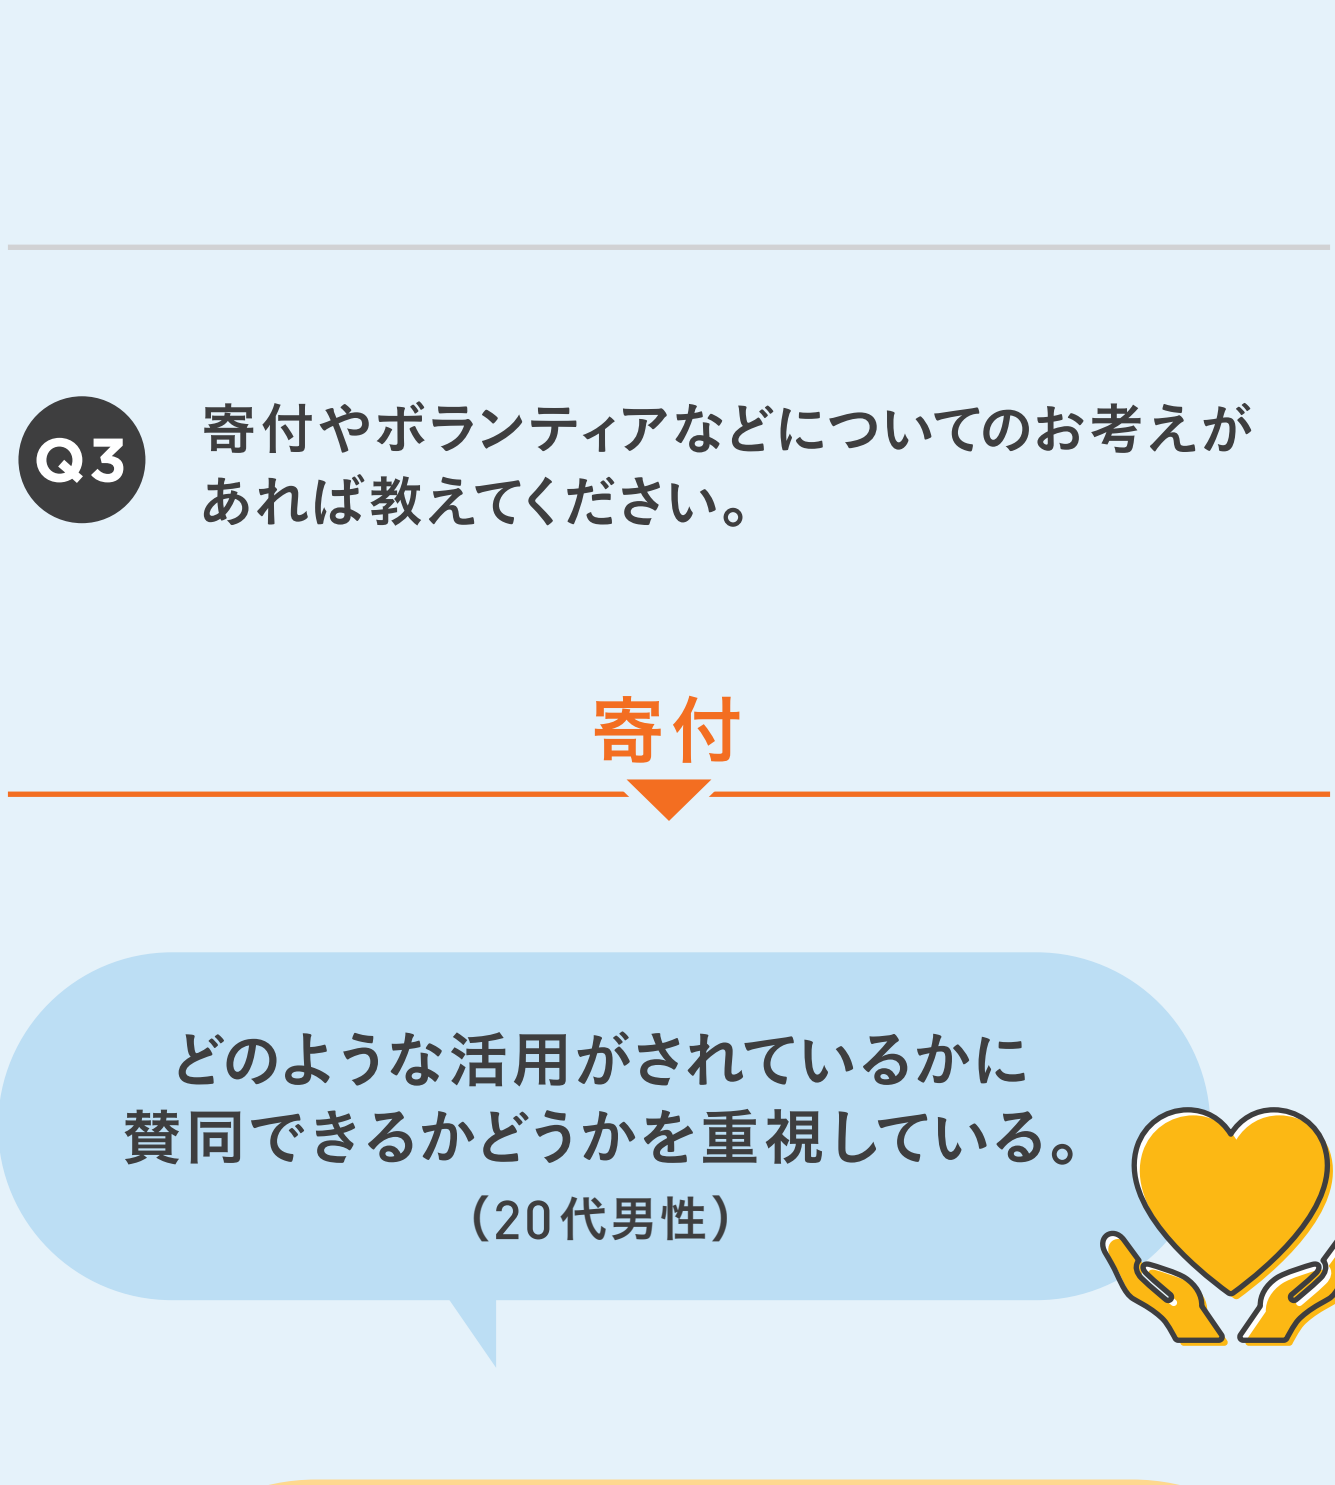 Q3
寄付やボランティアなどについてのお考えが
あれば教えてください。
寄付
どのような活用がされているかに
賛同できるかどうかを重視している。
（20代男性）